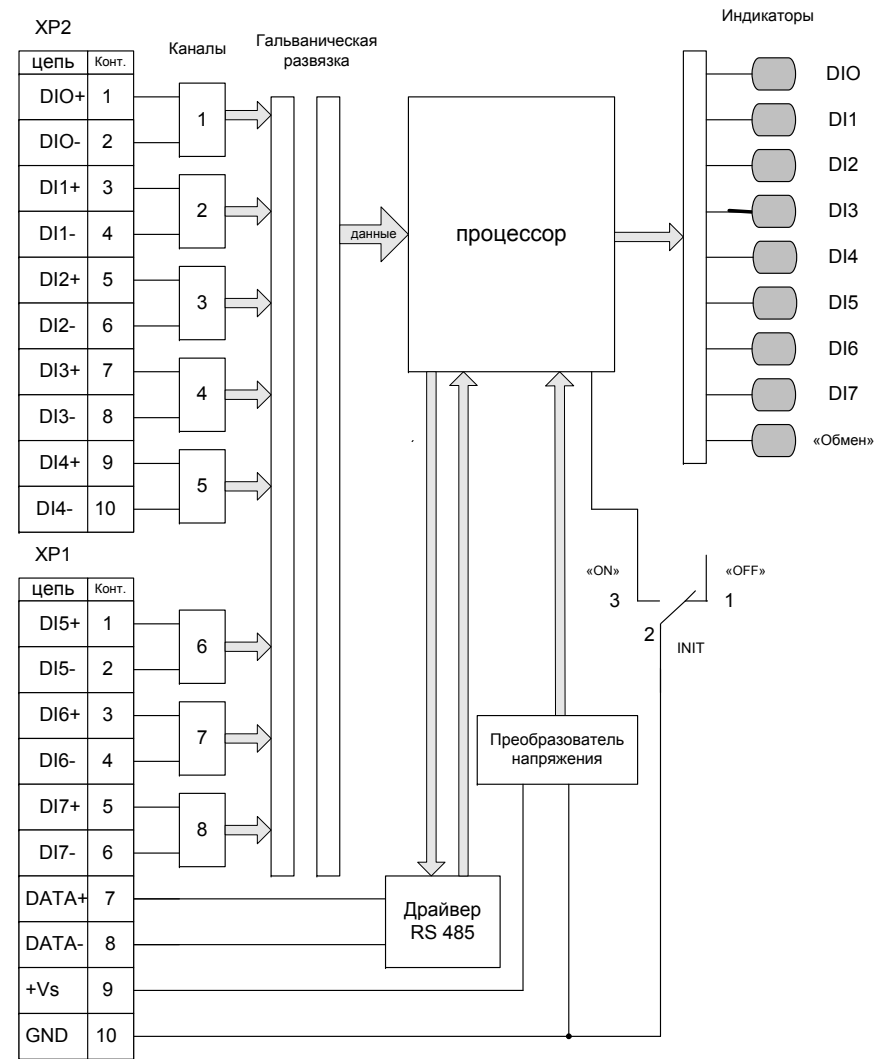 Индикаторы
XP2
Каналы
Гальваническая
развязка
цепь Конт.
DIO+ 1
DIO- 2
DI1+ 3
DI1- 4
DI2+ 5
DI2- 6
DI3+ 7
DI3- 8
DI4+ 9
DI4- 10
XP1
цепь Конт.
DI5+ 1
DI5- 2
DI6+ 3
DI6- 4
DI7+ 5
DI7- 6
DATA+ 7
DATA- 8
+Vs 9
GND 10
1
2
3
4
5
6
7
8
данные
процессор
DIO
DI1
DI2
DI3
DI4
DI5
DI6
DI7
«Обмен»
«ON»
«OFF»
3
1
2
INIT
Преобразователь
напряжения
Драйвер
RS 485